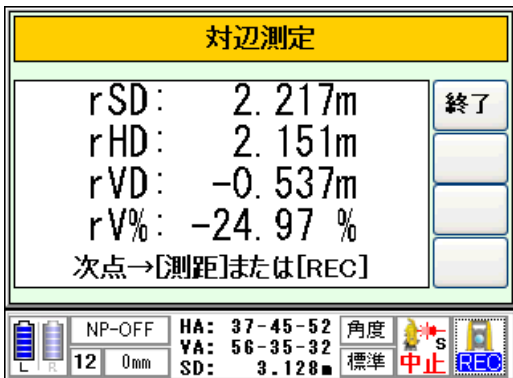 対辺測定
rSD: 2.217m
終了
rHD: 2.151m
rVD: -0.537m
rV%: -24.97 %
次点→[測距]または[REC]
L R
NP-OFF
12 0mm
HA: 37-45-52
VA: 56-35-32
SD: 3.128m
角度
標準
S
中止
REC